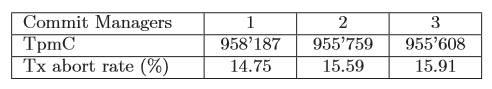 Commit Managers 1 2 3
TpmC 958'187 955'759 955'608
Tx abort rate (%) 14.75 15.59 15.91